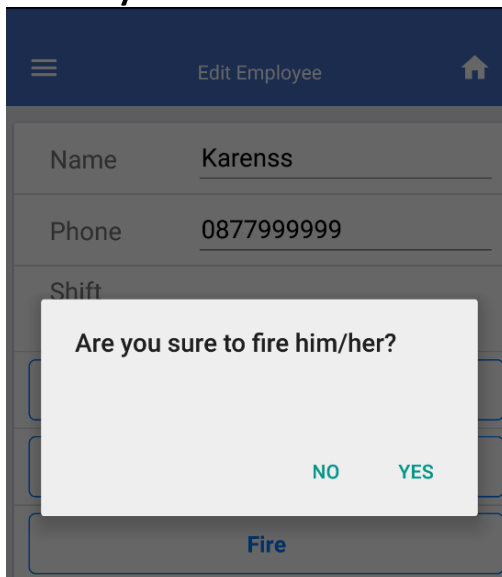 Edit Employee
Name Karenss
Phone 0877999999
Shift
Are you sure to fire him/her?
NO YES
Fire